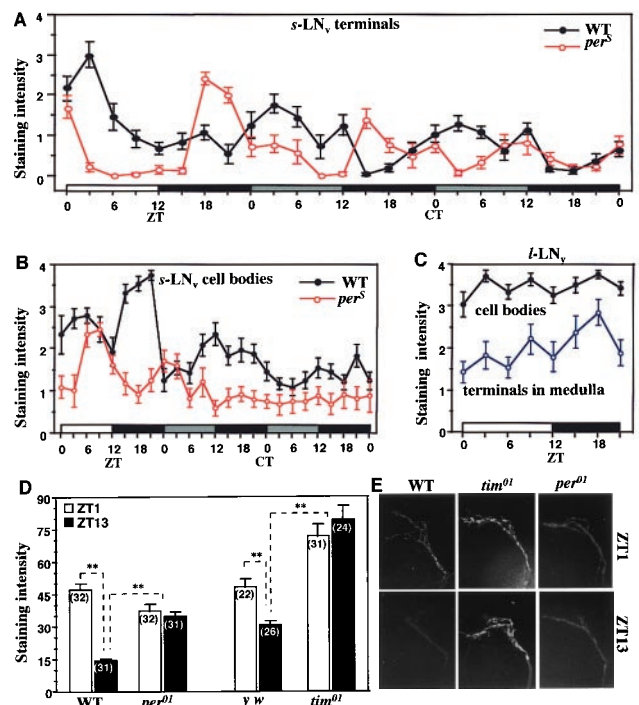 A s-LNv terminals
WT
perS
Staining intensity
4
3
2
1
0
0 6 12 18 0 6 12 18 0 6 12 18 0
ZT CT
B s-LNv cell bodies
WT
perS
Staining intensity
4
3
2
1
0
0 6 12 18 0 6 12 18 0 6 12 18 0
ZT CT
C l-LNv
Staining intensity
4
3
2
1
0
cell bodies
terminals in medulla
0 6 12 18
ZT
D
ZT1
ZT13
Staining intensity
90
75
60
45
30
15
0
** ** ** **
(32) (31) (32) (31) (22) (26) (31) (24)
WT per01 y w tim01
E WT tim01 per01
ZT1
ZT13